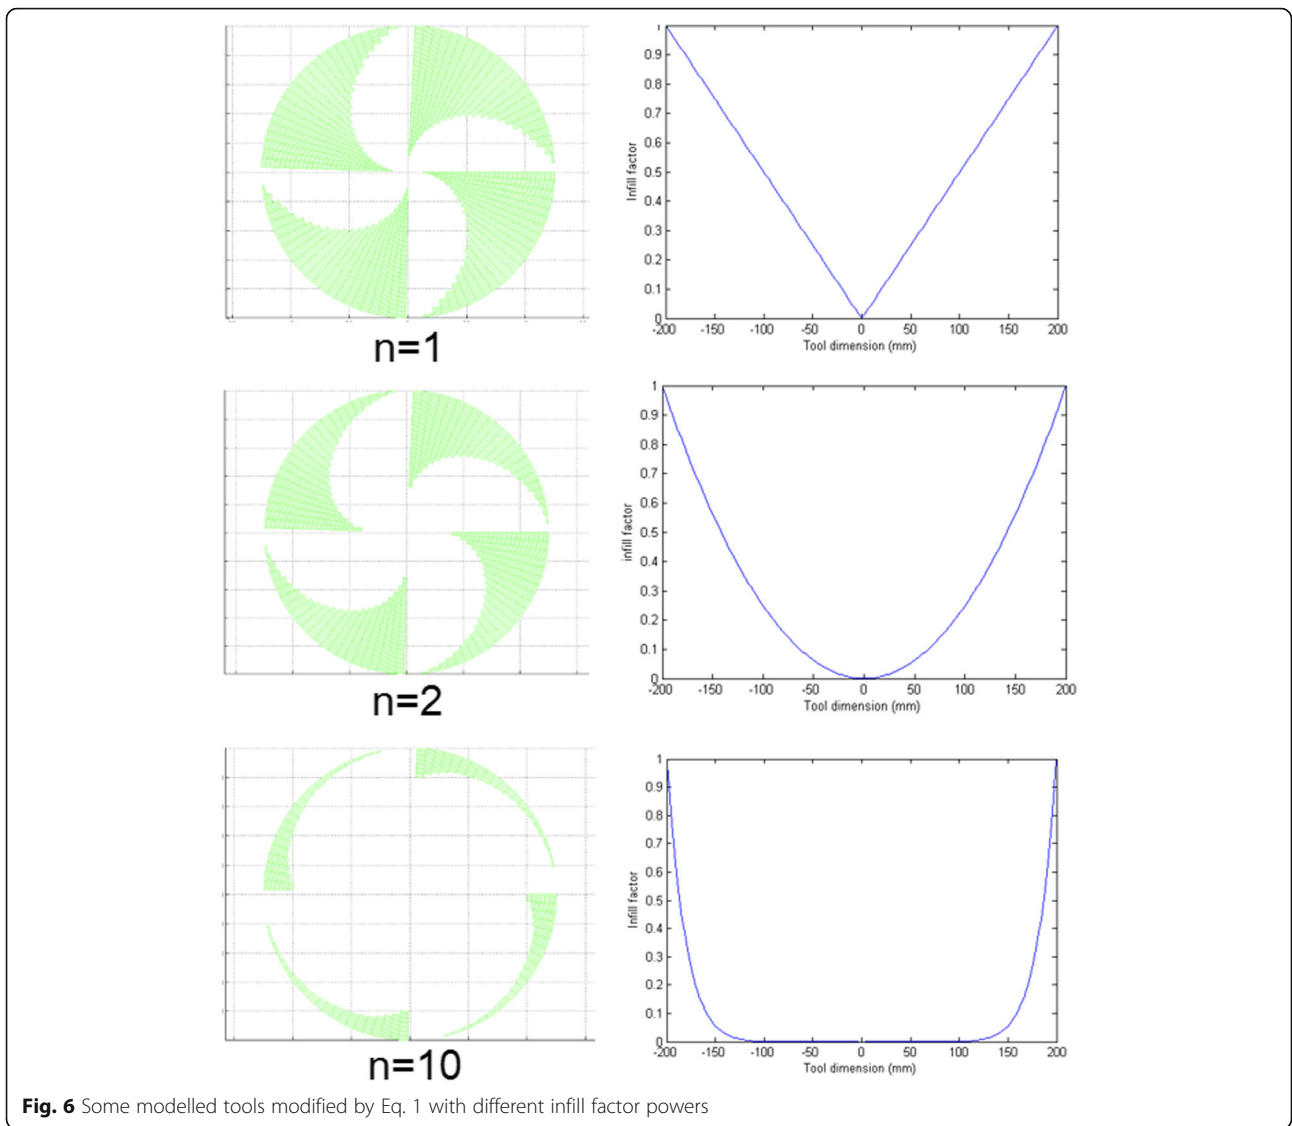 1
0.9
0.8
0.7
0.6
0.5
0.4
0.3
0.2
0.1
0
Infill factor
-200 -150 -100 -50 0 50 100 150 200
Tool dimension (mm)
n=1
1
0.9
0.8
0.7
0.6
0.5
0.4
0.3
0.2
0.1
0
infill factor
-200 -150 -100 -50 0 50 100 150 200
Tool dimension (mm)
n=2
1
0.9
0.8
0.7
0.6
0.5
0.4
0.3
0.2
0.1
0
Infill factor
-200 -150 -100 -50 0 50 100 150 200
Tool dimension (mm)
n=10
Fig. 6 Some modelled tools modified by Eq. 1 with different infill factor powers